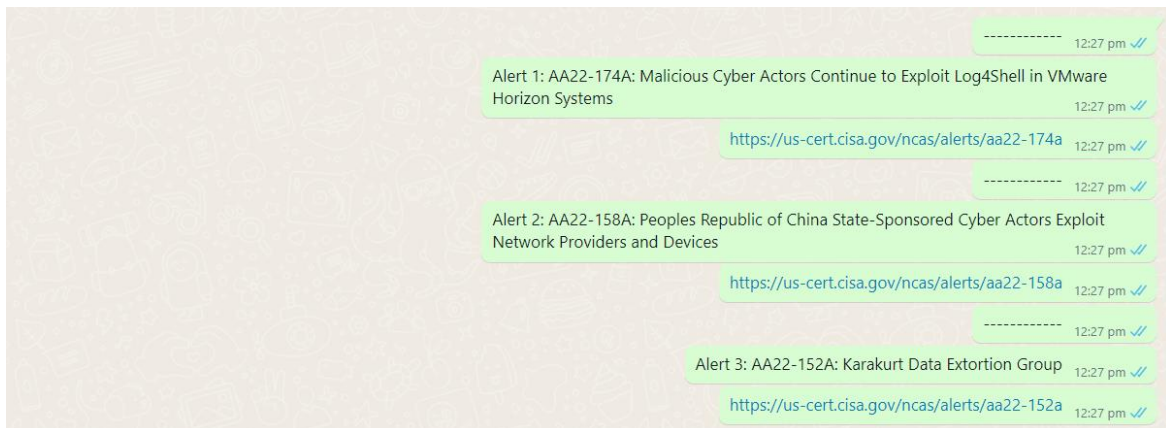 ------------ 12:27 pm
Alert 1: AA22-174A: Malicious Cyber Actors Continue to Exploit Log4Shell in VMware
Horizon Systems
12:27 pm
https://us-cert.cisa.gov/ncas/alerts/aa22-174a 12:27 pm
------------ 12:27 pm
Alert 2: AA22-158A: Peoples Republic of China State-Sponsored Cyber Actors Exploit
Network Providers and Devices
12:27 pm
https://us-cert.cisa.gov/ncas/alerts/aa22-158a 12:27 pm
------------ 12:27 pm
Alert 3: AA22-152A: Karakurt Data Extortion Group 12:27 pm
https://us-cert.cisa.gov/ncas/alerts/aa22-152a 12:27 pm